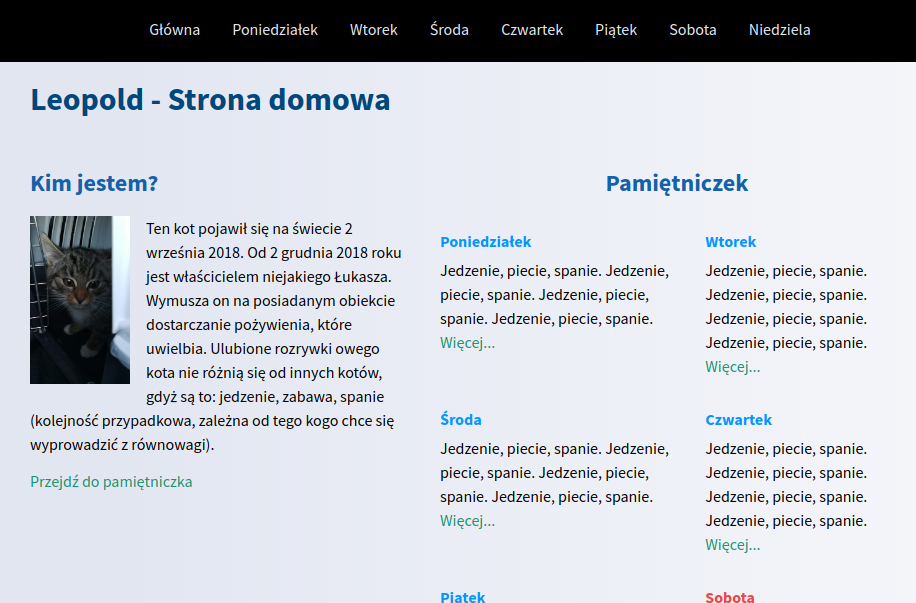 Główna Poniedziałek Wtorek Środa Czwartek Piątek Sobota Niedziela
Leopold - Strona domowa
Kim jestem?
Ten kot pojawił się na świecie 2
września 2018. Od 2 grudnia 2018 roku
jest właścicielem niejakiego Łukasza.
Wymusza on na posiadanym obiekcie
dostarczanie pożywienia, które
uwielbia. Ulubione rozrywki owego
kota nie różnią się od innych kotów,
gdyż są to: jedzenie, zabawa, spanie
(kolejność przypadkowa, zależna od tego kogo chce się
wyprowadzić z równowagi).
Przejdź do pamiętniczka
Pamiętniczek
Poniedziałek
Jedzenie, piecie, spanie. Jedzenie,
piecie, spanie. Jedzenie, piecie,
spanie. Jedzenie, piecie, spanie.
Więcej...
Wtorek
Jedzenie, piecie, spanie.
Jedzenie, piecie, spanie.
Jedzenie, piecie, spanie.
Jedzenie, piecie, spanie.
Więcej...
Środa
Jedzenie, piecie, spanie. Jedzenie,
piecie, spanie. Jedzenie, piecie,
spanie. Jedzenie, piecie, spanie.
Więcej...
Czwartek
Jedzenie, piecie, spanie.
Jedzenie, piecie, spanie.
Jedzenie, piecie, spanie.
Jedzenie, piecie, spanie.
Więcej...
Piątek
Sobota